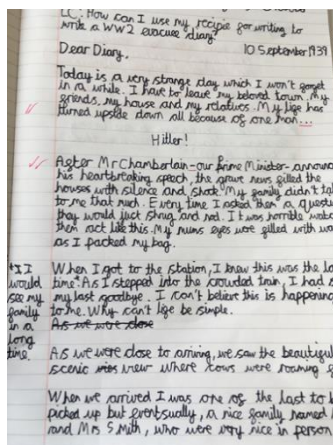 LC: How can I use my recipie for writing to
write a WW2 evacuee diary?
Dear Diary, 10 September 1939
Today is a very strange day which I won't forget
in a while. I have to leave my beloved town. My
friends, my house and my relatives. My life has
turned upside down all because of one man...
Hitler!
After Mr Chamberlain-our prime Minister-
his heartbreaking speech, the grave news filled the
houses with silence and shock. My family didn't
to me that much. Every time I asked them a
they would just shrug and nod. It was horrible
them act like this. My mums eyes were filled with
as I packed my bag.
When I got to the station, I knew this was the
time *I would see my family in a long time. As I stepped into the crowded train, I had
my last goodbye. I can't believe this is happening
to me. Why can't life be simple.
As we were close
As we were close to arriving, we saw the beautiful
scenic view where cows were roaming
When we arrived I was one of the last to
picked up but eventually, a nice family named
and Mrs Smith, who were very nice in person.